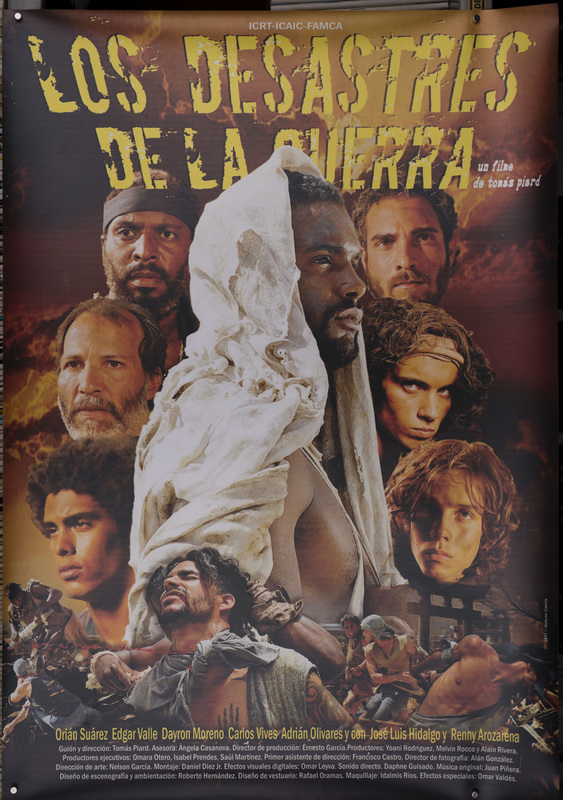 ICRT-ICAIC-FAMCA
LOS DESASTRES
DE LA GUERRA
un filme
de tomás piard
Orián Suárez Edgar Valle Dayron Moreno Carlos Vives Adrián Olivares y con José Luis Hidalgo y Renny Arozarena
Guión y dirección: Tomás Piard. Asesora: Ángela Casanova. Director de producción: Ernesto García. Productores: Yoani Rodríguez, Melvin Rocco y Alaín Rivera.
Productores ejecutivos: Omara Otero, Isabel Prendes, Saúl Martínez. Primer asistente de dirección: Francisco Castro. Director de fotografía: Alán González.
Dirección de arte: Nelson García. Montaje: Daniel Diez Jr. Efectos visuales digitales: Omar Leyva. Sonido directo. Daphne Guisado. Música original: Juan Piñera.
Diseño de escenografía y ambientación: Roberto Hernández. Diseño de vestuario: Rafael Oramas. Maquillaje: Idalmis Rios. Efectos especiales: Omar Valdés.